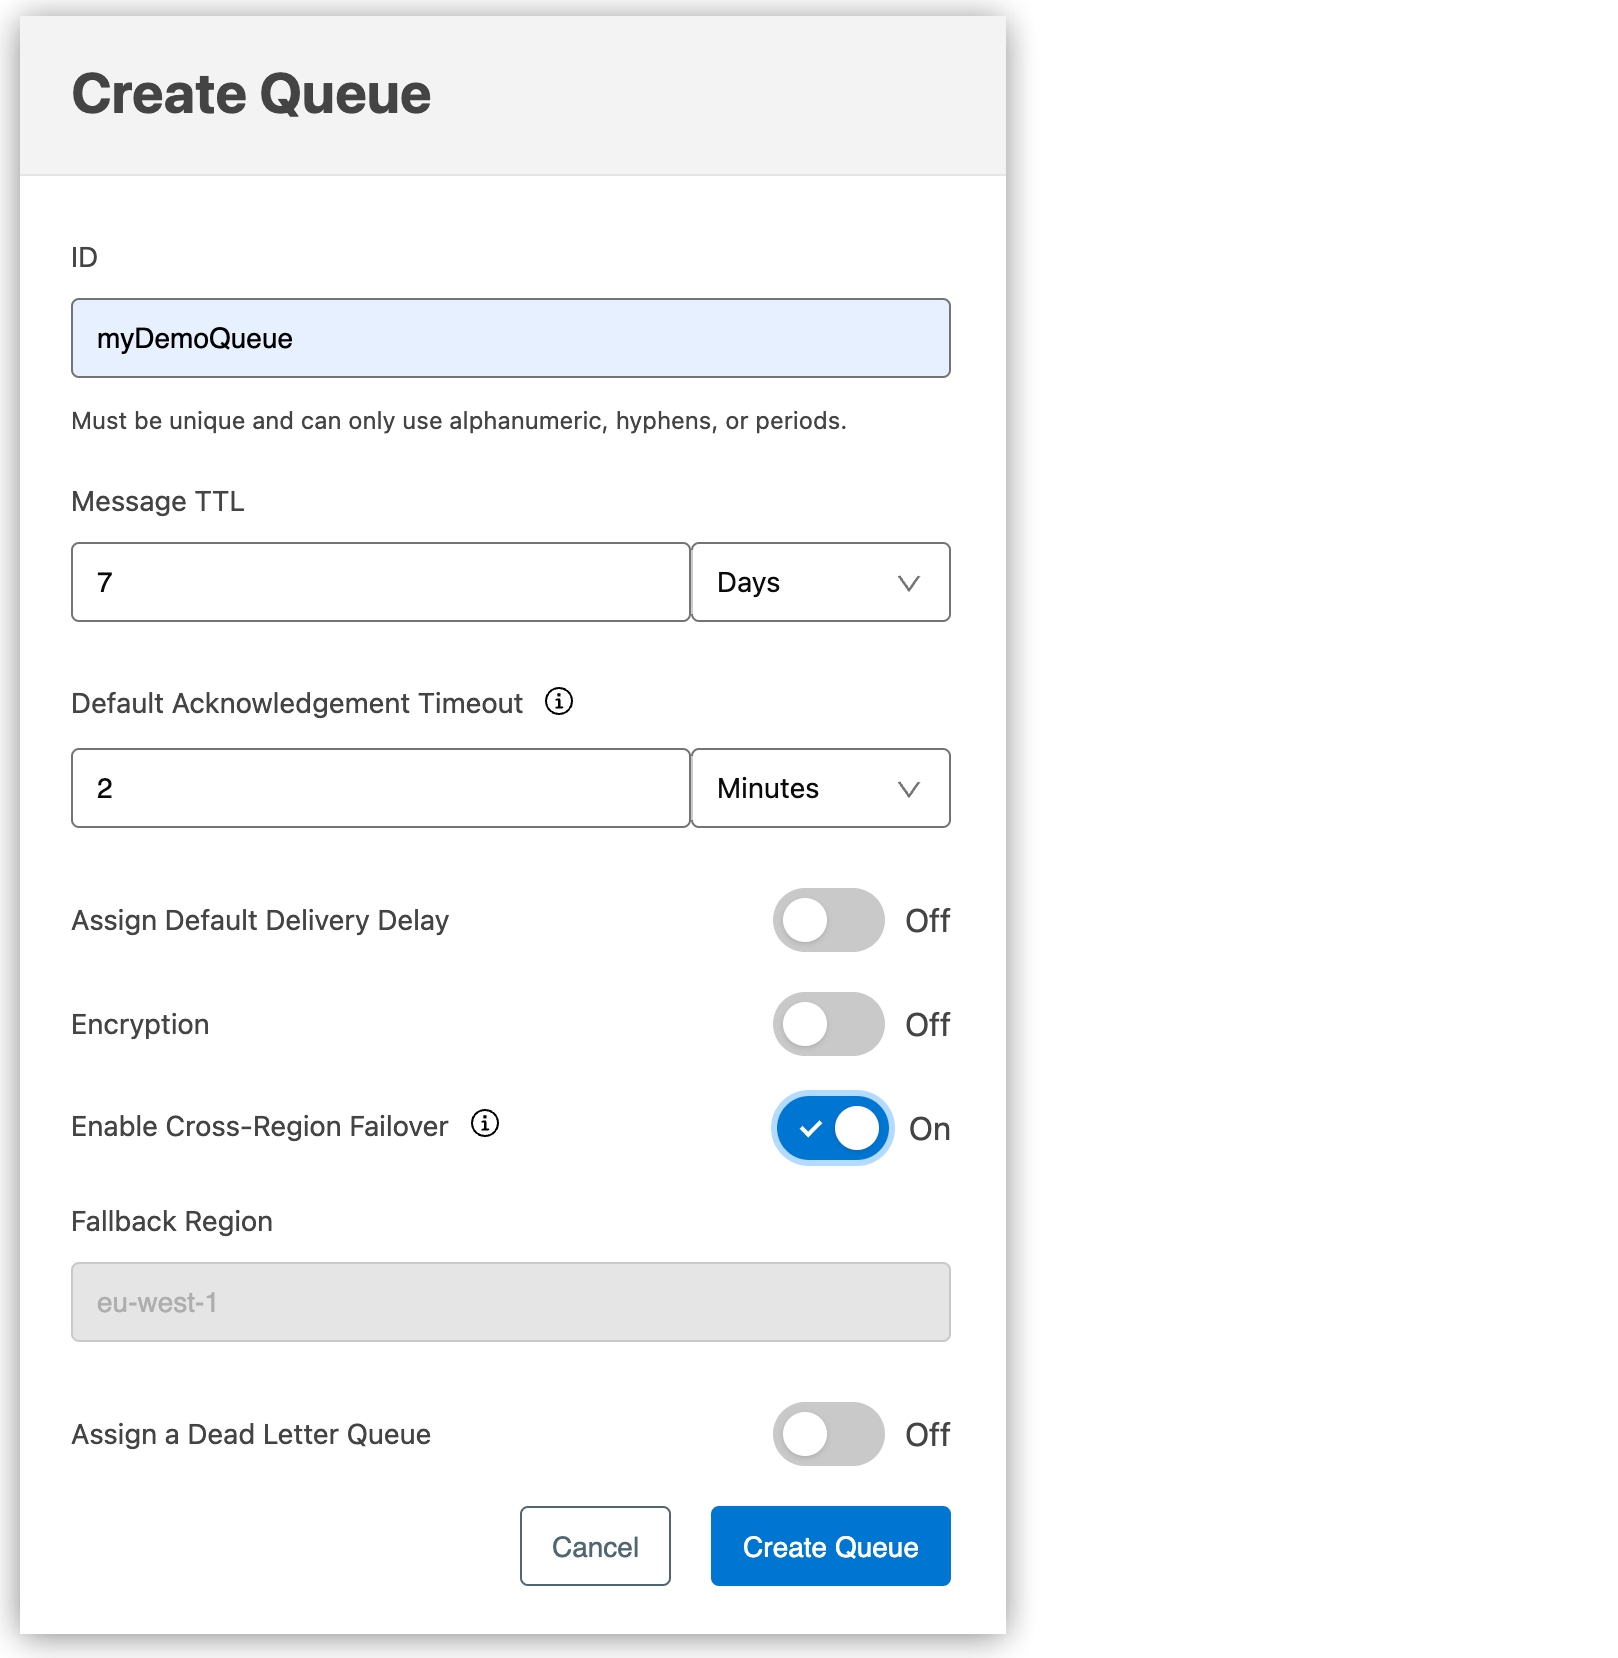 Create Queue
ID
myDemoQueue
Must be unique and can only use alphanumeric, hyphens, or periods.
Message TTL
7 Days
Default Acknowledgement Timeout
2 Minutes
Assign Default Delivery Delay Off
Encryption Off
Enable Cross-Region Failover On
Fallback Region
eu-west-1
Assign a Dead Letter Queue Off
Cancel Create Queue